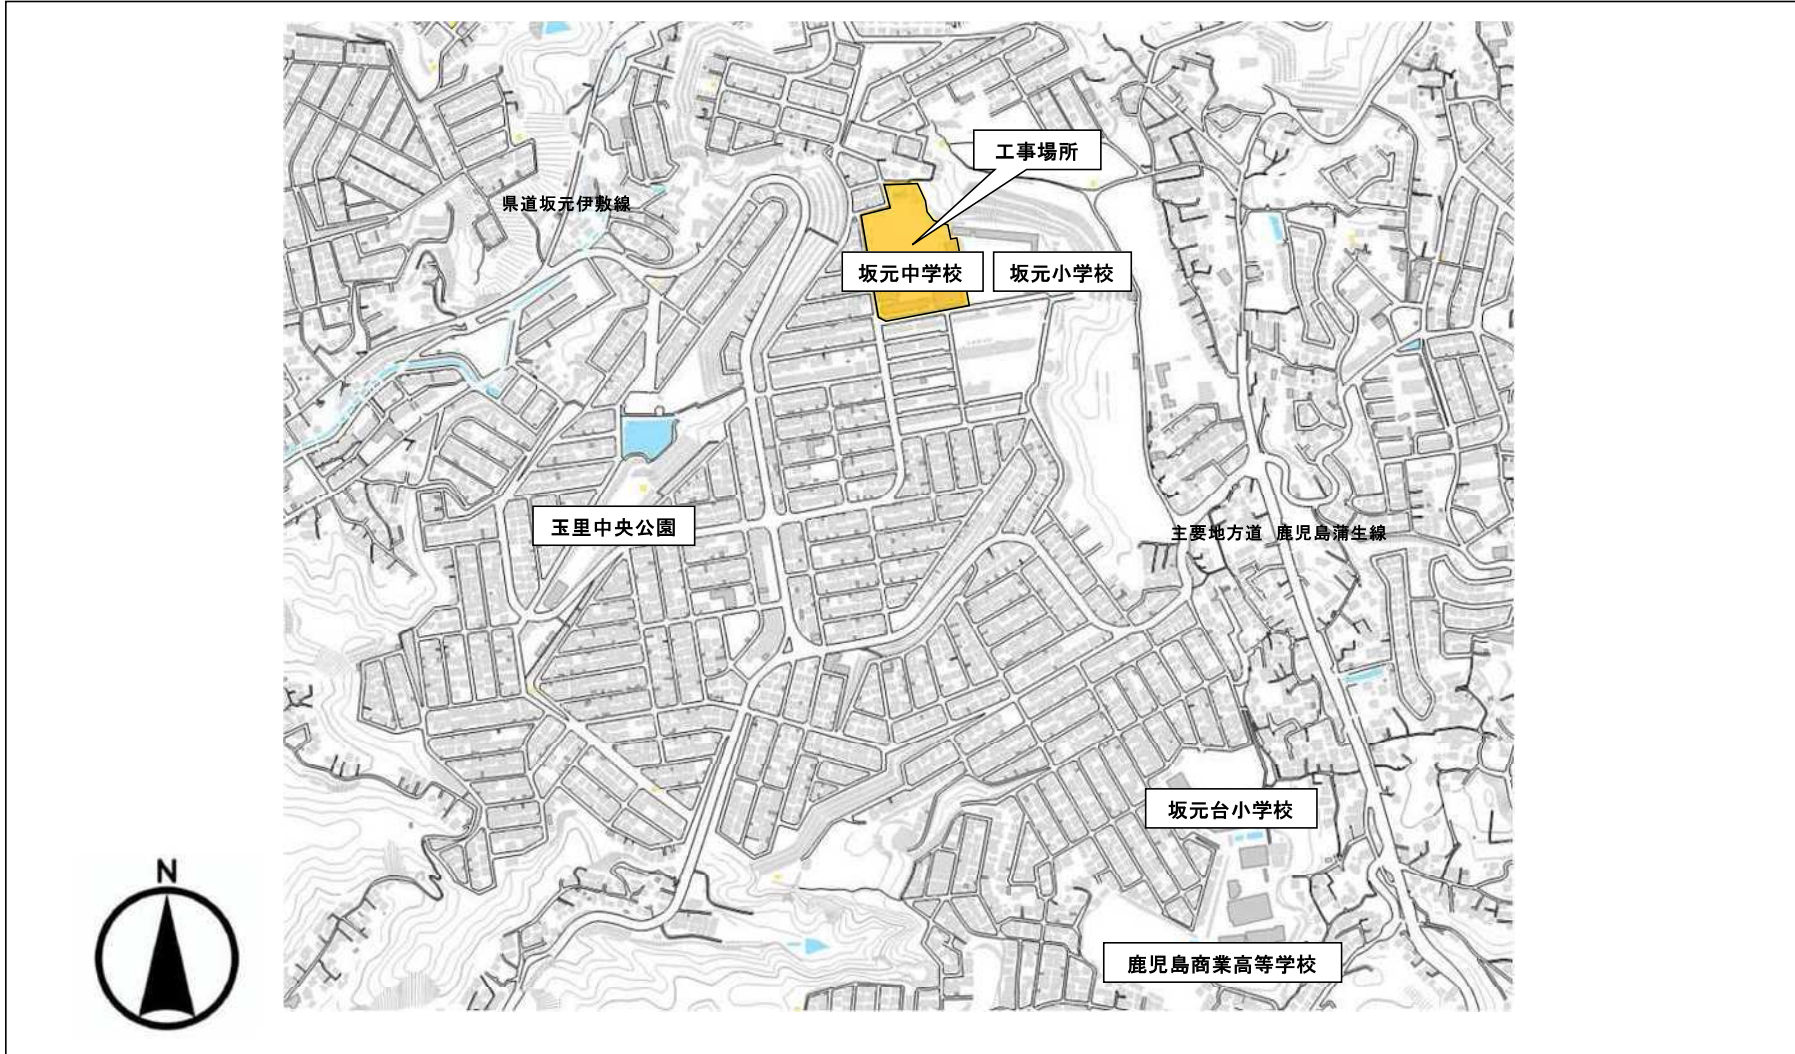 工事場所
県道坂元伊敷線
坂元中学校
坂元小学校
玉里中央公園
主要地方道 鹿児島蒲生線
坂元台小学校
N
鹿児島商業高等学校